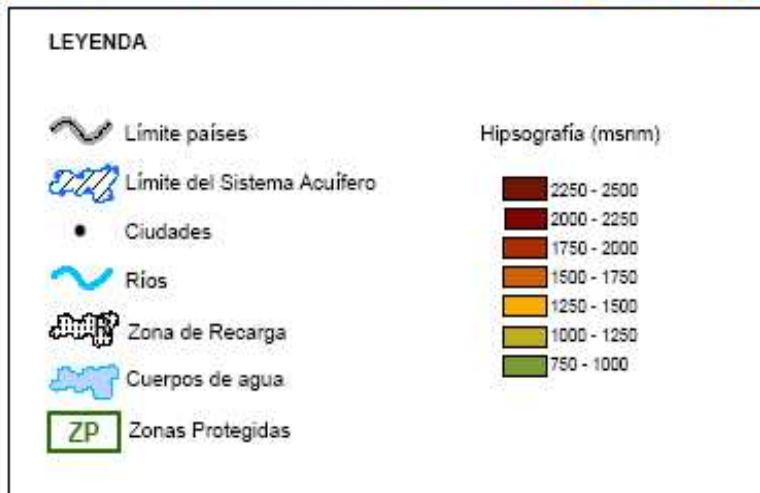 LEYENDA
Límite países
Límite del Sistema Acuífero
Ciudades
Ríos
Zona de Recarga
Cuerpos de agua
ZP Zonas Protegidas
Hipsografía (msnm)
2250 - 2500
2000 - 2250
1750 - 2000
1500 - 1750
1250 - 1500
1000 - 1250
750 - 1000